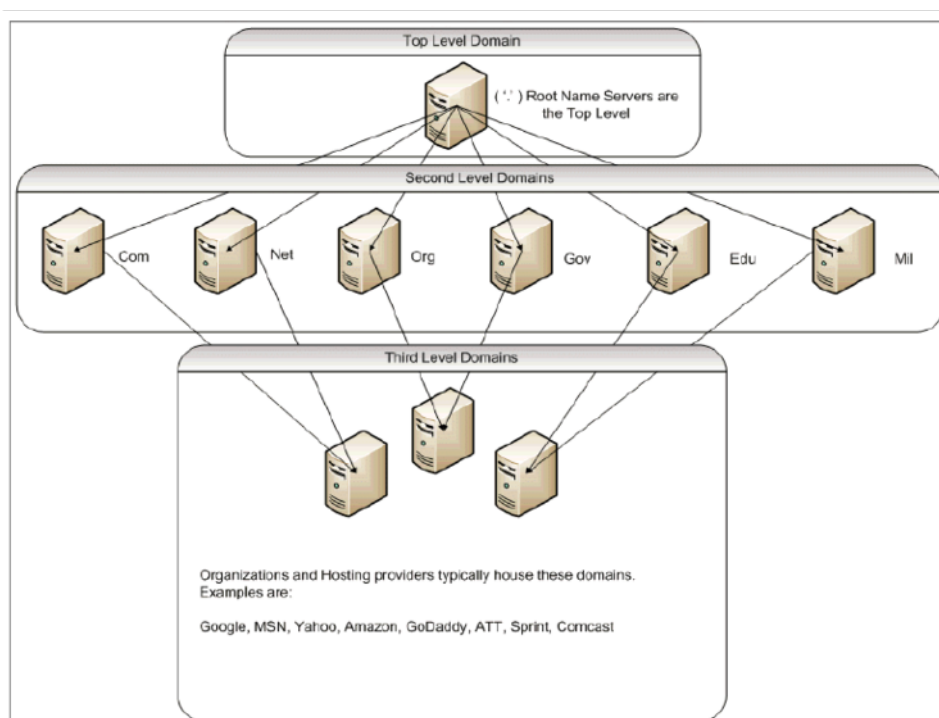 Top Level Domain
( '.' ) Root Name Servers are
the Top Level
Second Level Domains
Com
Net
Org
Gov
Edu
Mil
Third Level Domains
Organizations and Hosting providers typically house these domains.
Examples are:
Google, MSN, Yahoo, Amazon, GoDaddy, ATT, Sprint, Comcast